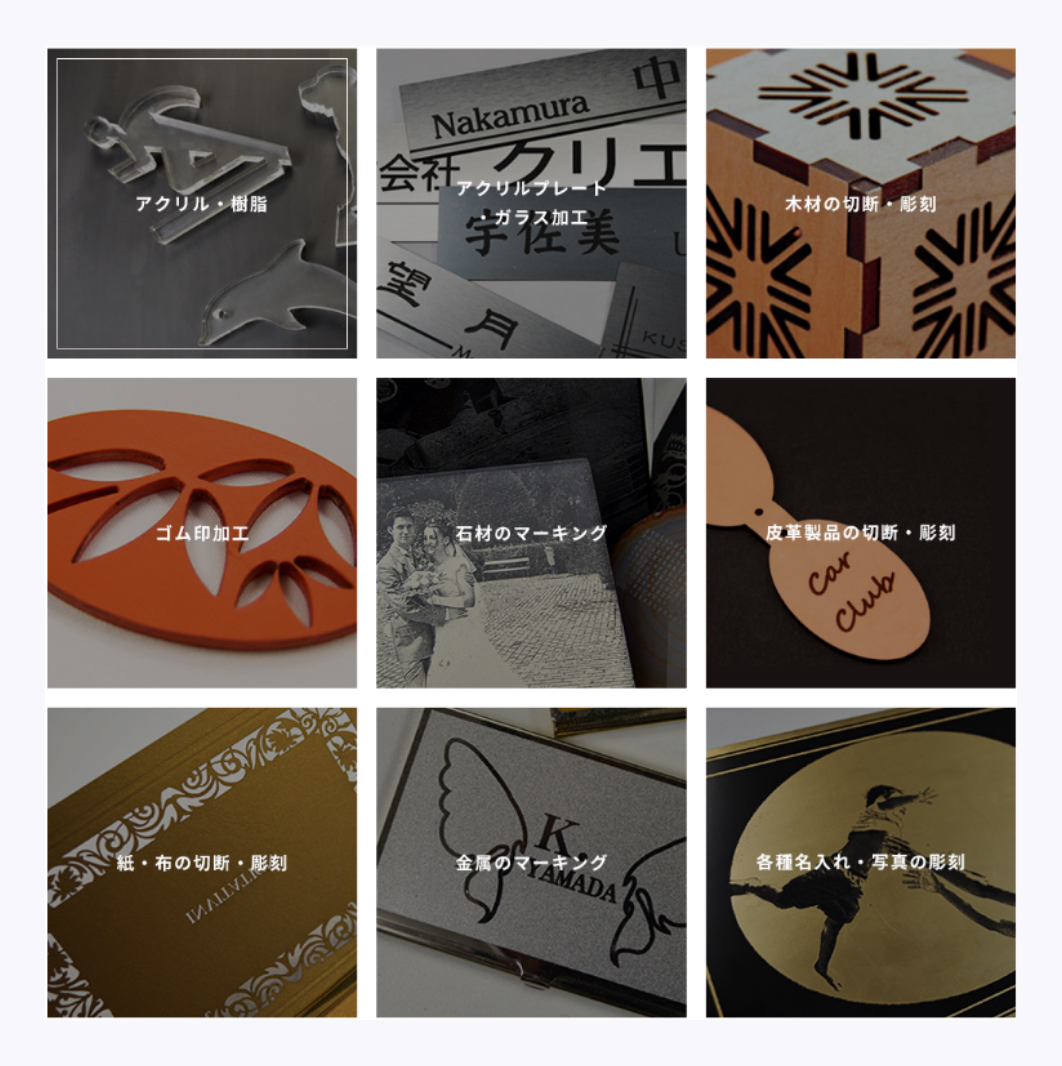 アクリル・樹脂
Nakamura
中
会社 クリエ
アクリルプレート
・ガラス加工
宇佐美
U
望月
KUS
木材の切断・彫刻
ゴム印加工
石材のマーキング
皮革製品の切断・彫刻
Car
Club
紙・布の切断・彫刻
金属のマーキング
K.
YAMADA
各種名入れ・写真の彫刻